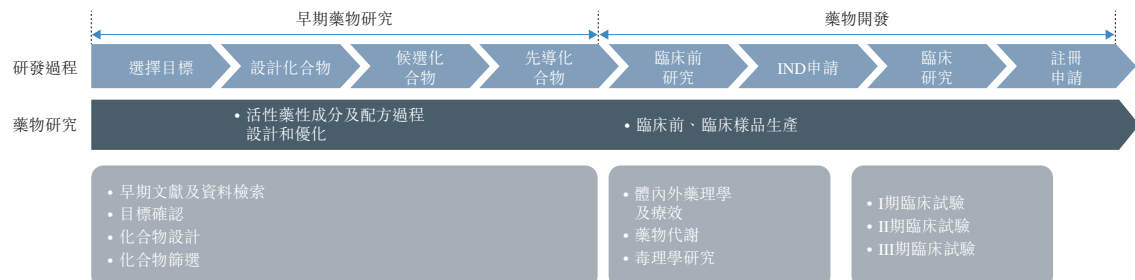 早期藥物研究
藥物開發
研發過程
選擇目標
設計化合物
候選化
合物
先導化
合物
臨床前
研究
IND申請
臨床
研究
註冊
申請
藥物研究
• 活性藥性成分及配方過程
設計和優化
• 臨床前、臨床樣品生產
• 早期文獻及資料檢索
• 目標確認
• 化合物設計
• 化合物篩選
• 體內外藥理學
及療效
• 藥物代謝
• 毒理學研究
• I期臨床試驗
• II期臨床試驗
• III期臨床試驗